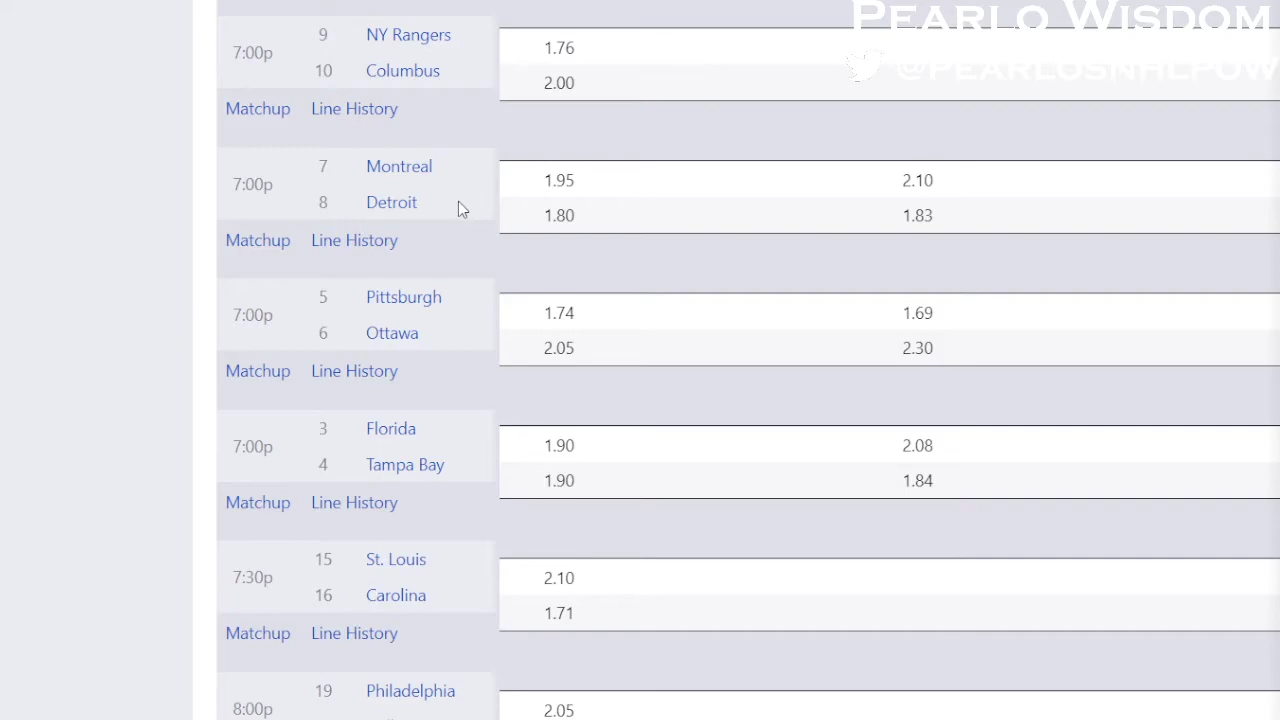 PEARLO WISDOM
@PEARLOSNHLPOW
9 NY Rangers 1.76
7:00p
10 Columbus 2.00
Matchup Line History
7 Montreal 1.95 2.10
7:00p
8 Detroit 1.80 1.83
Matchup Line History
5 Pittsburgh 1.74 1.69
7:00p
6 Ottawa 2.05 2.30
Matchup Line History
3 Florida 1.90 2.08
7:00p
4 Tampa Bay 1.90 1.84
Matchup Line History
15 St. Louis 2.10
7:30p
16 Carolina 1.71
Matchup Line History
19 Philadelphia 2.05
8:00p